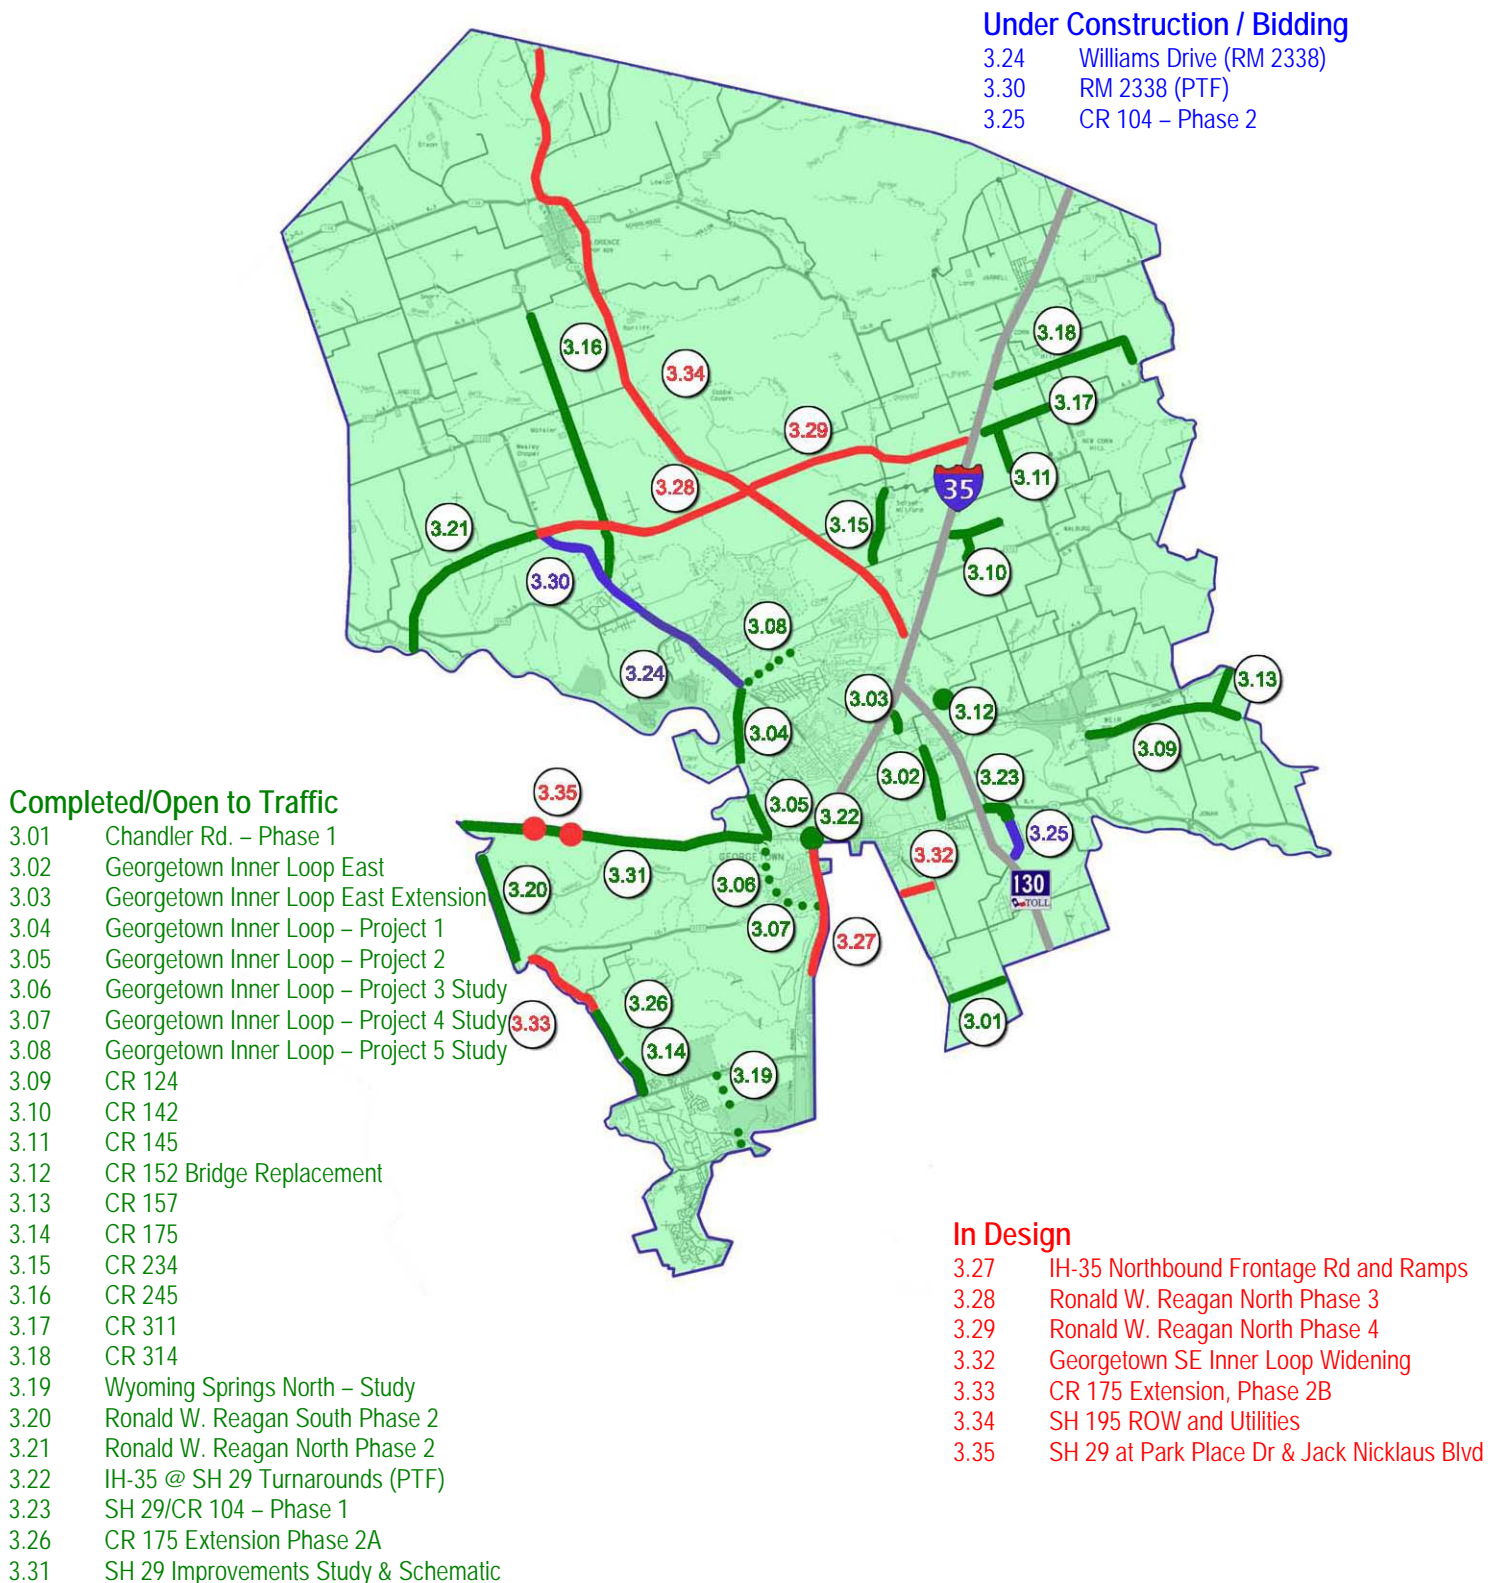 Under Construction / Bidding
3.24 Williams Drive (RM 2338)
3.30 RM 2338 (PTF)
3.25 CR 104 – Phase 2
FLORENCE
JARRELL
3.18
3.16
3.34
3.17
3.29
3.11
3.28
35
3.21
3.15
3.10
WALBURG
3.30
3.08
3.24
3.13
3.03
3.12
3.04
WEIR
3.09
3.02
3.23
Completed/Open to Traffic
3.35
3.05
3.22
3.25
JONAH
3.01 Chandler Rd. – Phase 1
3.02 Georgetown Inner Loop East
3.03 Georgetown Inner Loop East Extension
3.04 Georgetown Inner Loop – Project 1
3.05 Georgetown Inner Loop – Project 2
3.06 Georgetown Inner Loop – Project 3 Study
3.07 Georgetown Inner Loop – Project 4 Study
3.08 Georgetown Inner Loop – Project 5 Study
3.09 CR 124
3.10 CR 142
3.11 CR 145
3.12 CR 152 Bridge Replacement
3.13 CR 157
3.14 CR 175
3.15 CR 234
3.16 CR 245
3.17 CR 311
3.18 CR 314
3.19 Wyoming Springs North – Study
3.20 Ronald W. Reagan South Phase 2
3.21 Ronald W. Reagan North Phase 2
3.22 IH-35 @ SH 29 Turnarounds (PTF)
3.23 SH 29/CR 104 – Phase 1
3.26 CR 175 Extension Phase 2A
3.31 SH 29 Improvements Study & Schematic
GEORGETOWN
3.32
3.20
3.31
3.06
130
TOLL
3.07
3.27
3.26
3.33
3.01
3.14
3.19
In Design
3.27 IH-35 Northbound Frontage Rd and Ramps
3.28 Ronald W. Reagan North Phase 3
3.29 Ronald W. Reagan North Phase 4
3.32 Georgetown SE Inner Loop Widening
3.33 CR 175 Extension, Phase 2B
3.34 SH 195 ROW and Utilities
3.35 SH 29 at Park Place Dr & Jack Nicklaus Blvd